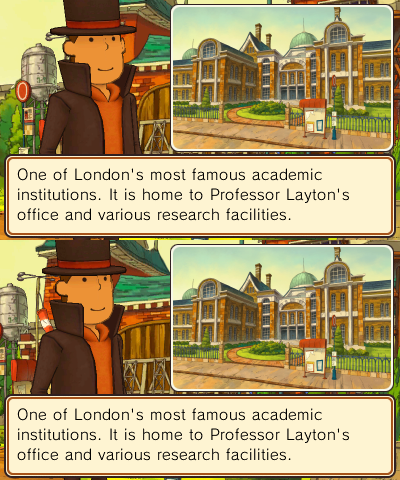 One of London's most famous academic
institutions. It is home to Professor Layton's
office and various research facilities.
One of London's most famous academic
institutions. It is home to Professor Layton's
office and various research facilities.